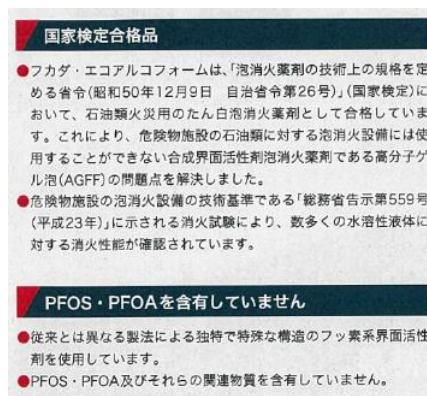 国家検定合格品
●フカダ・エコアルコフォームは、「泡消火薬剤の技術上の規格を定
める省令(昭和50年12月9日　自治省令第26号)」(国家検定)に
おいて、石油類火災用のたん白泡消火薬剤として合格していま
す。これにより、危険物施設の石油類に対する泡消火設備には使
用することができない合成界面活性剤泡消火薬剤である高分子ゲ
ル泡(AGFF)の問題点を解決しました。
●危険物施設の泡消火設備の技術基準である「総務省告示第559号
(平成23年)」に示される消火試験により、数多くの水溶性液体に
対する消火性能が確認されています。
PFOS・PFOAを含有していません
●従来とは異なる製法による独特で特殊な構造のフッ素系界面活性
剤を使用しています。
●PFOS・PFOA及びそれらの関連物質を含有していません。